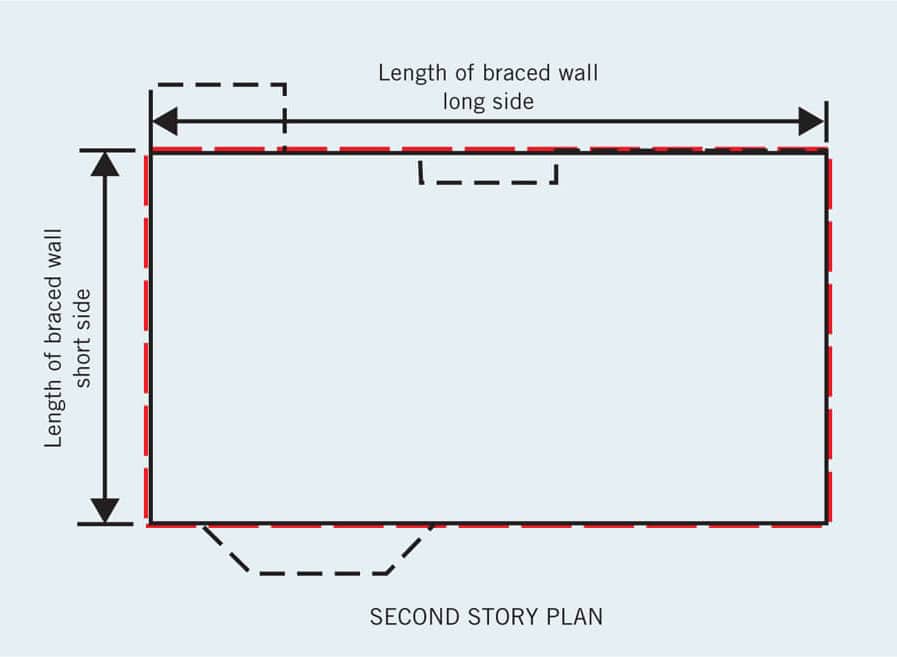 Length of braced wall
long side
Length of braced wall
short side
SECOND STORY PLAN